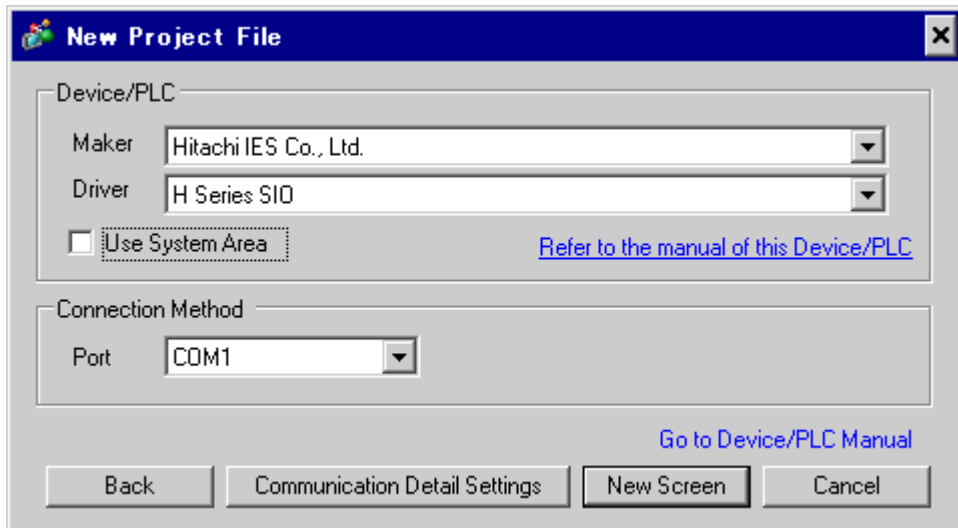 New Project File
Device/PLC
Maker Hitachi IES Co., Ltd.
Driver H Series SIO
Use System Area Refer to the manual of this Device/PLC
Connection Method
Port COM1
Go to Device/PLC Manual
Back Communication Detail Settings New Screen Cancel